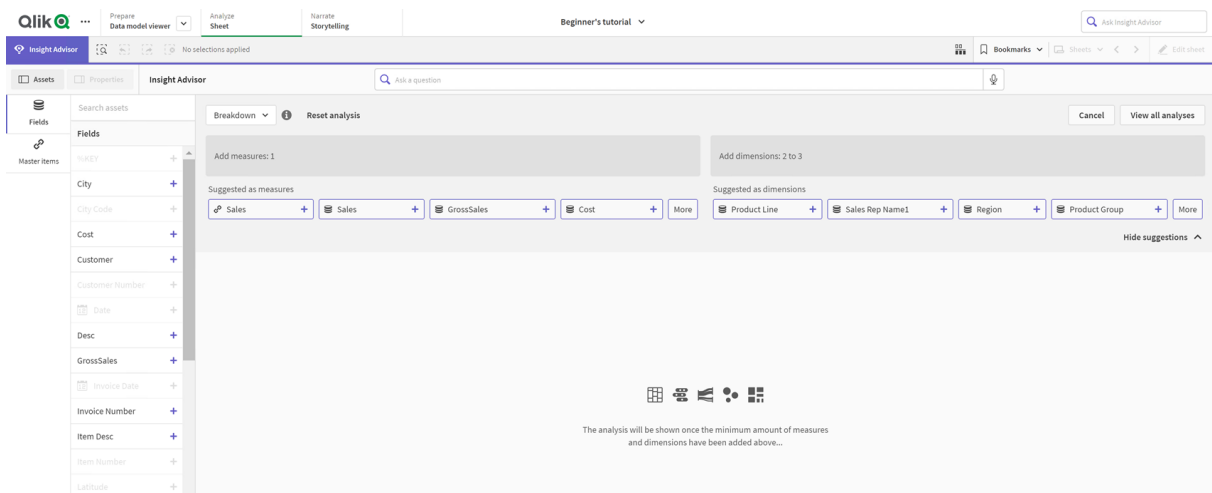 Qlik
Prepare
Data model viewer
Analyze
Sheet
Narrate
Storytelling
Beginner's tutorial
Ask Insight Advisor
Insight Advisor
No selections applied
Bookmarks
Sheets
Edit sheet
Assets
Properties
Insight Advisor
Ask a question
Fields
Master items
Search assets
Fields
%KEY
City
City Code
Cost
Customer
Customer Number
Date
Desc
GrossSales
Invoice Date
Invoice Number
Item Desc
Item Number
Latitude
Breakdown
Reset analysis
Cancel
View all analyses
Add measures: 1
Add dimensions: 2 to 3
Suggested as measures
Sales
Sales
GrossSales
Cost
More
Suggested as dimensions
Product Line
Sales Rep Name1
Region
Product Group
More
Hide suggestions
The analysis will be shown once the minimum amount of measures
and dimensions have been added above...